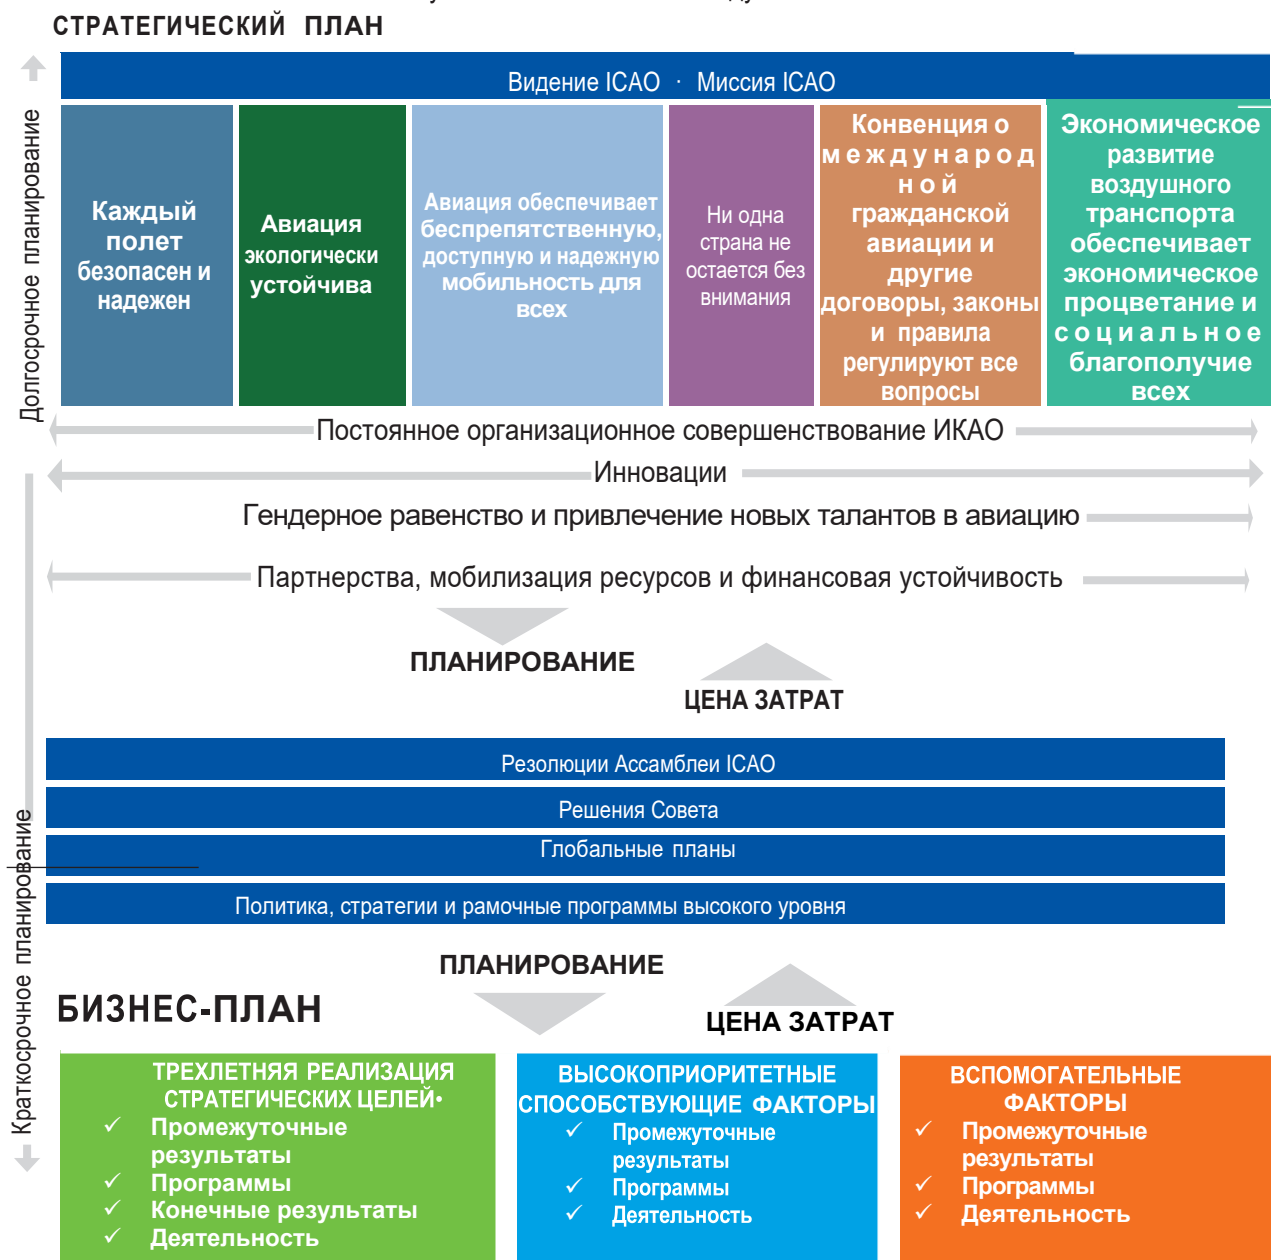 СТРАТЕГИЧЕСКИЙ ПЛАН
Долгосрочное планирование
Видение ICAO · Миссия ICAO
Каждый
полет
безопасен и
надежен
Авиация
экологически
устойчива
Авиация обеспечивает
беспрепятственную,
доступную и надежную
мобильность для
всех
Ни одна
страна не
остается без
внимания
Конвенция о
международ
ной
гражданской
авиации и
другие
договоры, законы
и правила
регулируют все
вопросы
Экономическое
развитие
воздушного
транспорта
обеспечивает
экономическое
процветание и
социальное
благополучие
всех
Постоянное организационное совершенствование ИКАО
Инновации
Гендерное равенство и привлечение новых талантов в авиацию
Партнерства, мобилизация ресурсов и финансовая устойчивость
ПЛАНИРОВАНИЕ
ЦЕНА ЗАТРАТ
Краткосрочное планирование
Резолюции Ассамблеи ICAO
Решения Совета
Глобальные планы
Политика, стратегии и рамочные программы высокого уровня
ПЛАНИРОВАНИЕ
ЦЕНА ЗАТРАТ
БИЗНЕС-ПЛАН
ТРЕХЛЕТНЯЯ РЕАЛИЗАЦИЯ
СТРАТЕГИЧЕСКИХ ЦЕЛЕЙ•
✓ Промежуточные
результаты
✓ Программы
✓ Конечные результаты
✓ Деятельность
ВЫСОКОПРИОРИТЕТНЫЕ
СПОСОБСТВУЮЩИЕ ФАКТОРЫ
✓ Промежуточные
результаты
✓ Программы
✓ Деятельность
ВСПОМОГАТЕЛЬНЫЕ
ФАКТОРЫ
✓ Промежуточные
результаты
✓ Программы
✓ Деятельность